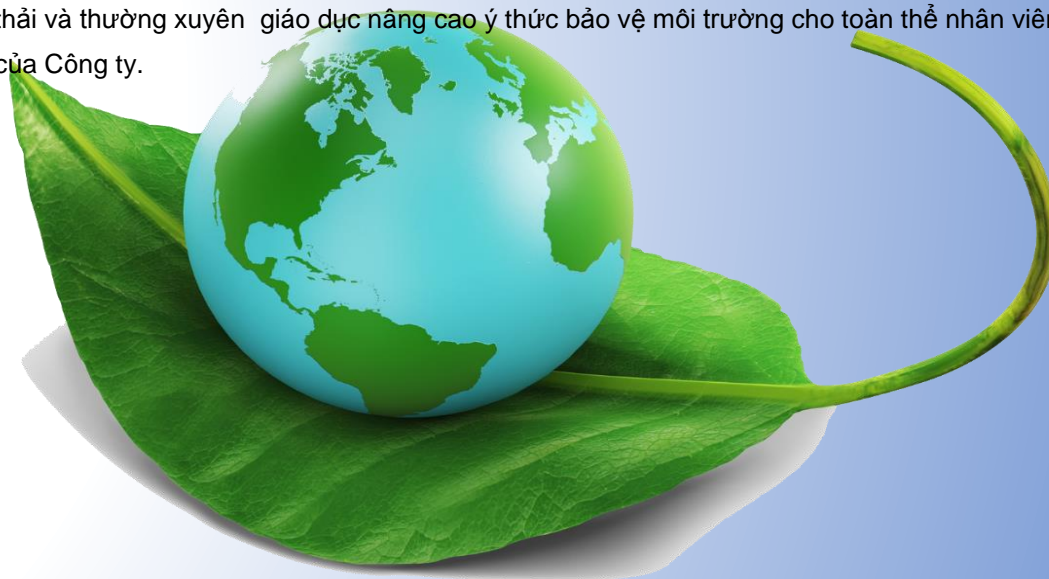 thải và thường xuyên giáo dục nâng cao ý thức bảo vệ môi trường cho toàn thể nhân viên
của Công ty.